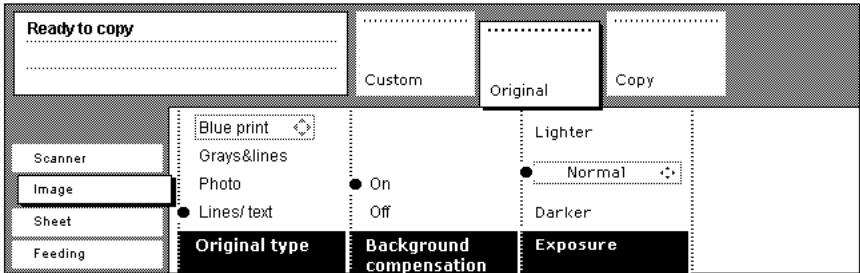 Ready to copy
Custom
Original
Copy
Scanner
Image
Sheet
Feeding
Blue print
Grays&lines
Photo
Lines/ text
Original type
On
Off
Background
compensation
Lighter
Normal
Darker
Exposure